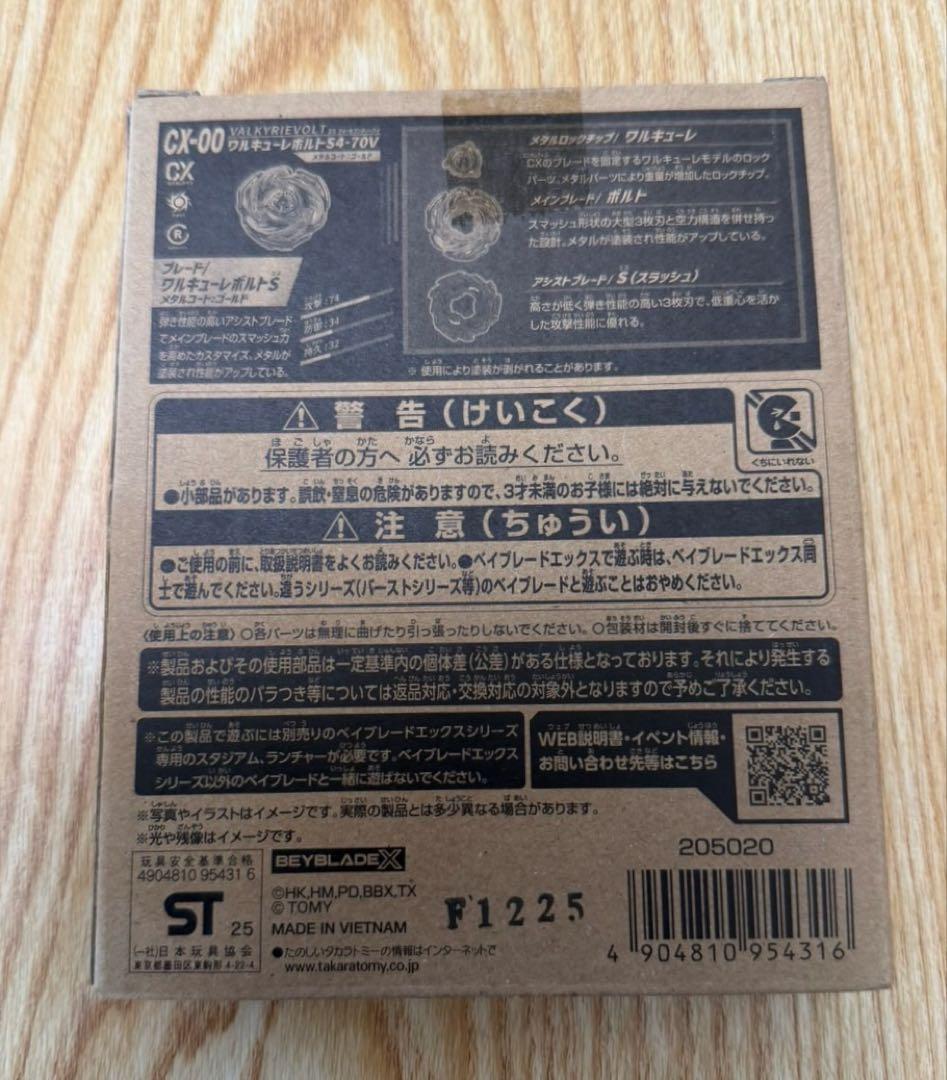 CX-00 VALKYRIEVOLT
ワルキューレボルトS4-70V
メタルコート:ゴールド
CX
R
ブレード/
ワルキューレボルトS
メタルコート:ゴールド
弾き性能の高いアシストブレード
でメインブレードのスマッシュ力
を高めたカスタマイズ。メタルが
塗装され性能がアップしている。
攻撃:74
防御:34
持久:32
メタルロックチップ/ ワルキューレ
CXのブレードを固定するワルキューレモデルのロック
パーツ。メタルパーツにより重量が増加したロックチップ。
メインブレード/ ボルト
スマッシュ形状の大型3枚刃と空力構造を併せ持っ
た設計。メタルが塗装され性能がアップしている。
アシストブレード/ S(スラッシュ)
高さが低く弾き性能の高い3枚刃で、低重心を活か
した攻撃性能に優れる。
※ 使用により塗装が剥がれることがあります。
警告(けいこく)
保護者の方へ 必ずお読みください。
くちにいれない
●小部品があります。誤飲・窒息の危険がありますので、3才未満のお子様には絶対に与えないでください。
注意(ちゅうい)
●ご使用の前に、取扱説明書をよくお読みください。●ベイブレードエックスで遊ぶ時は、ベイブレードエックス同
士で遊んでください。違うシリーズ(バーストシリーズ等)のベイブレードと遊ぶことはおやめください。
〈使用上の注意〉○各パーツは無理に曲げたり引っ張ったりしないでください。○包装材は開封後すぐに捨ててください。
※製品およびその使用部品は一定基準内の個体差(公差)がある仕様となっております。それにより発生する
製品の性能のバラつき等については返品対応・交換対応の対象外となりますので予めご了承ください。
※この製品で遊ぶには別売りのベイブレードエックスシリーズ
専用のスタジアム、ランチャーが必要です。ベイブレードエックス
シリーズ以外のベイブレードと一緒に遊ばないでください。
WEB説明書・イベント情報・
お問い合わせ先等はこちら
※写真やイラストはイメージです。実際の製品とは多少異なる場合があります。
※光や残像はイメージです。
玩具安全基準合格
4904810 95431 6
ST 25
(一社)日本玩具協会
東京都墨田区東駒形 4-22-4
BEYBLADE X
©HK,HM,PD,BBX,TX
© TOMY
MADE IN VIETNAM
●たのしいタカラトミーの情報はインターネットで
www.takaratomy.co.jp
F1225
205020
4 904810 954316